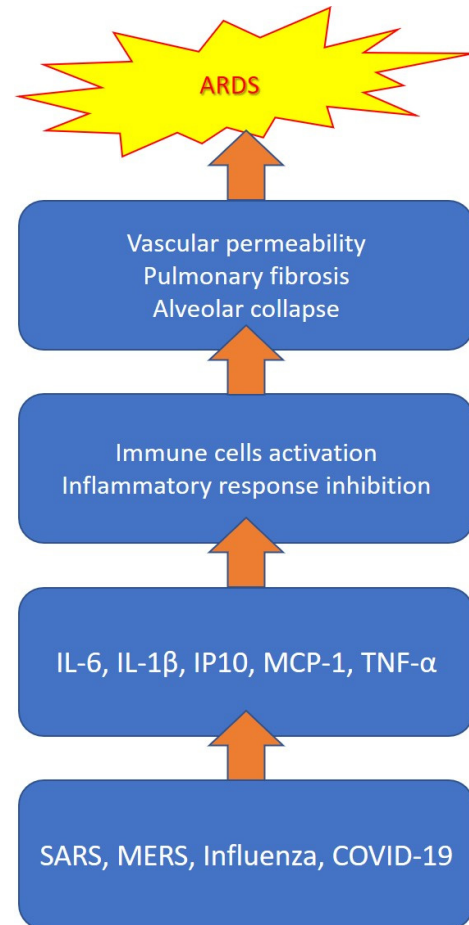 ARDS
Vascular permeability
Pulmonary fibrosis
Alveolar collapse
Immune cells activation
Inflammatory response inhibition
IL-6, IL-1β, IP10, MCP-1, TNF-α
SARS, MERS, Influenza, COVID-19